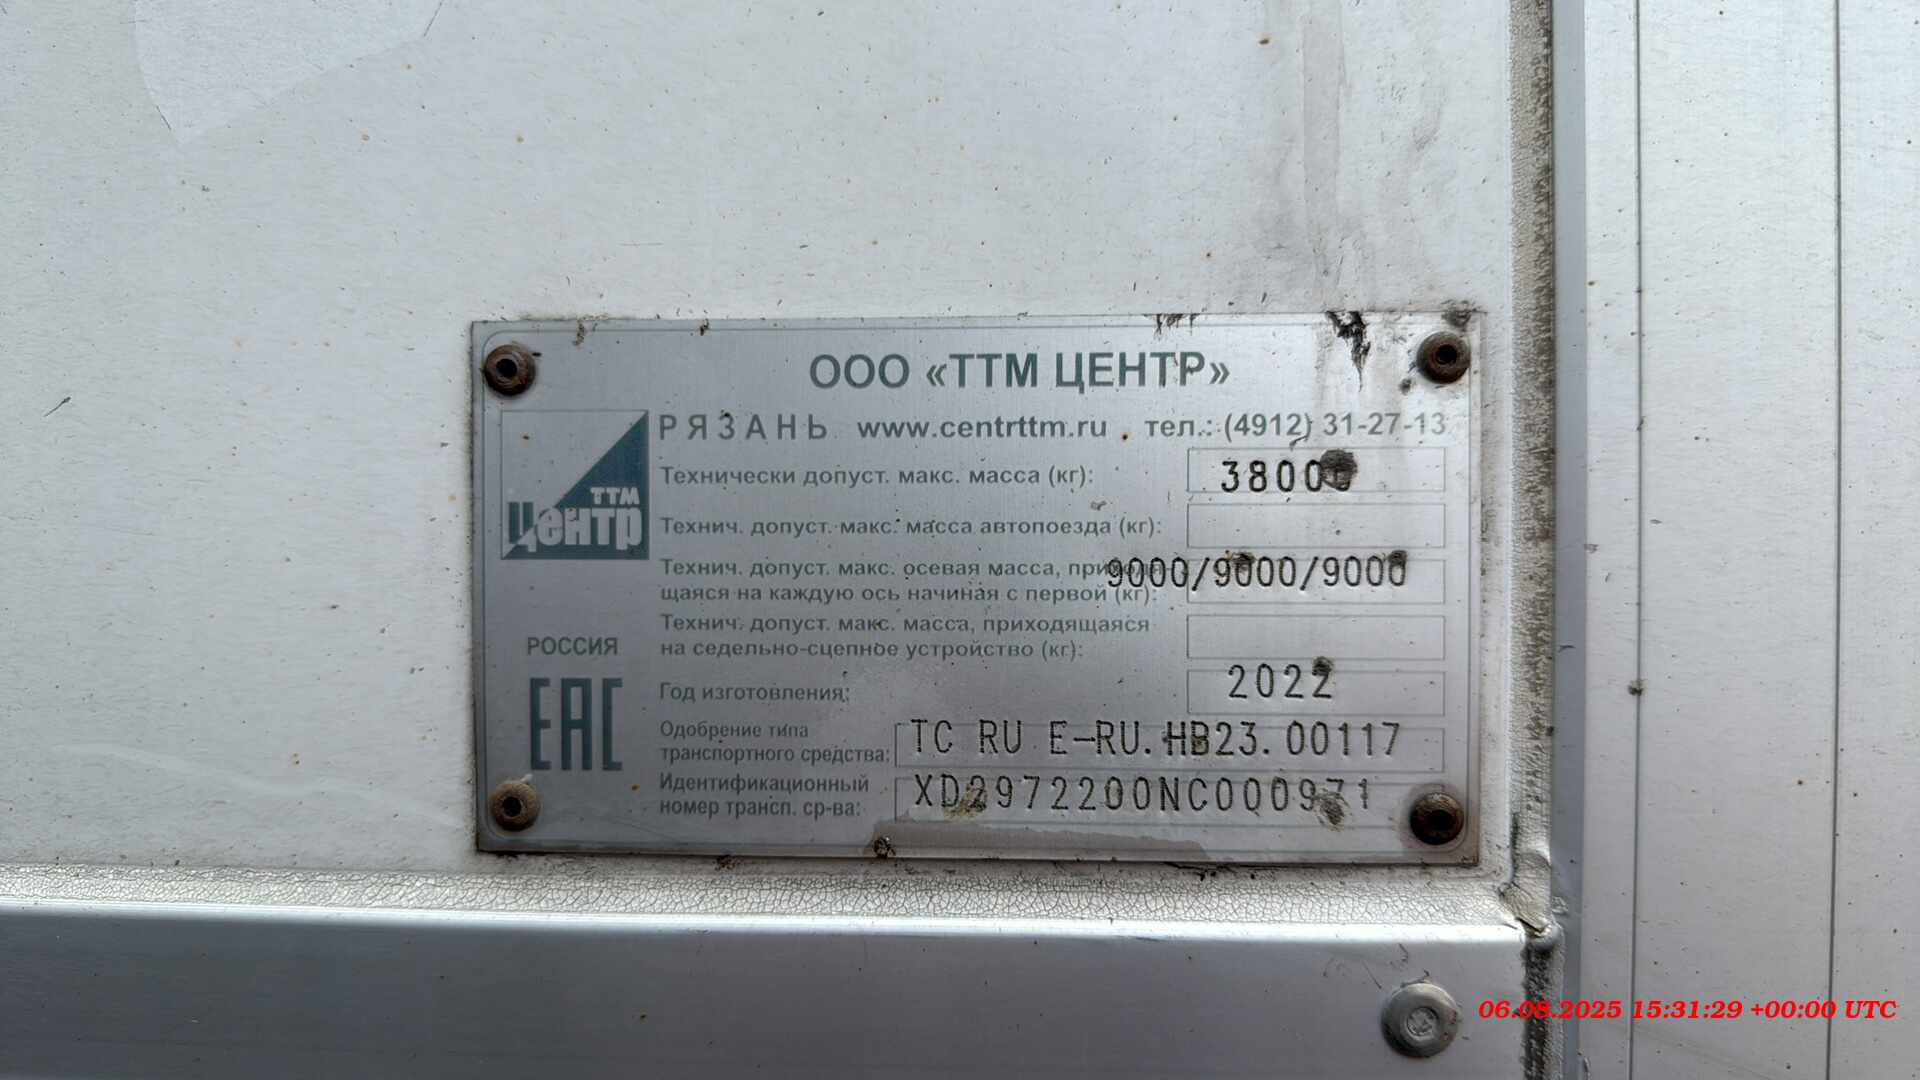 ООО «ТТМ ЦЕНТР»
РЯЗАНЬ www.centrttm.ru тел.: (4912) 31-27-13
ТТМ
Центр
Технически допуст. макс. масса (кг): 38000
Технич. допуст. макс. масса автопоезда (кг):
Технич. допуст. макс. осевая масса, приходя
щаяся на каждую ось начиная с первой (кг): 9000/9000/9000
Технич. допуст. макс. масса, приходящаяся
на седельно-сцепное устройство (кг):
РОССИЯ
EAC
Год изготовления: 2022
Одобрение типа
транспортного средства: TC RU E-RU.HB23.00117
Идентификационный
номер трансп. ср-ва: XD2972200NC000971
06.08.2025 15:31:29 +00:00 UTC